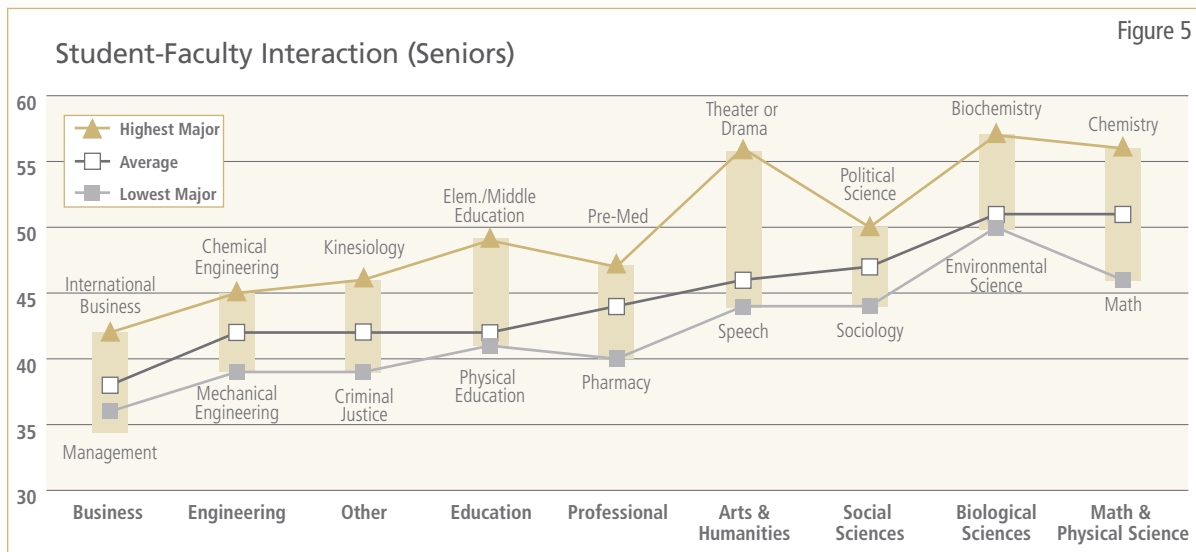 Figure 5
Student-Faculty Interaction (Seniors)
60
55
50
45
40
35
30
Highest Major
Average
Lowest Major
International
Business
Chemical
Engineering
Kinesiology
Elem./Middle
Education
Pre-Med
Theater or
Drama
Political
Science
Biochemistry
Chemistry
Management
Mechanical
Engineering
Criminal
Justice
Physical
Education
Pharmacy
Speech
Sociology
Environmental
Science
Math
Business
Engineering
Other
Education
Professional
Arts &
Humanities
Social
Sciences
Biological
Sciences
Math &
Physical Science